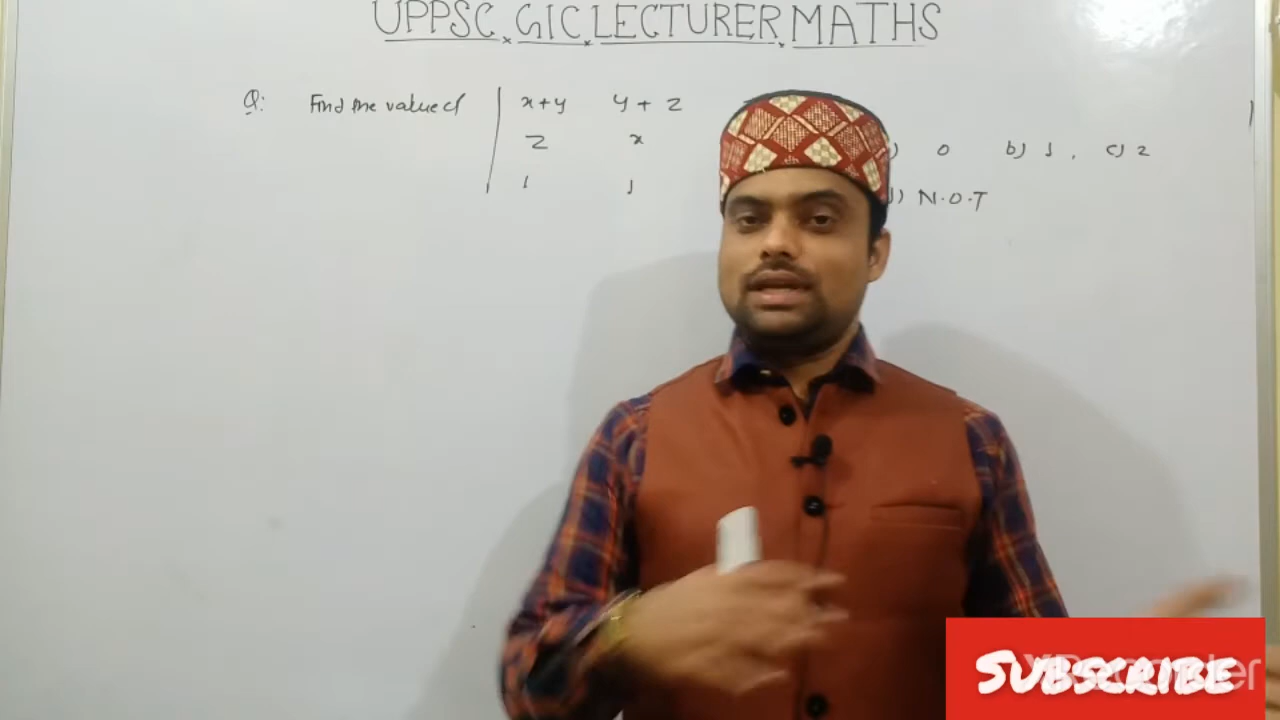 UPPSC GIC LECTURER MATHS
Q: Find the value of | x+y y+z
z x
1 1
) 0 b) 1, c) 2
d) N.O.T
SUBSCRIBE